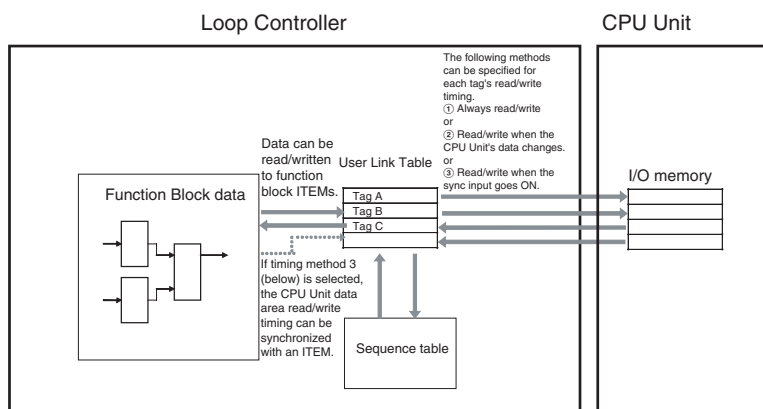 Loop Controller
CPU Unit
The following methods
can be specified for
each tag's read/write
timing.
① Always read/write
or
② Read/write when the
CPU Unit's data changes.
or
③ Read/write when the
sync input goes ON.
Data can be
read/written
to function
block ITEMs.
User Link Table
I/O memory
Function Block data
Tag A
Tag B
Tag C
If timing method 3
(below) is selected,
the CPU Unit data
area read/write
timing can be
synchronized
with an ITEM.
Sequence table